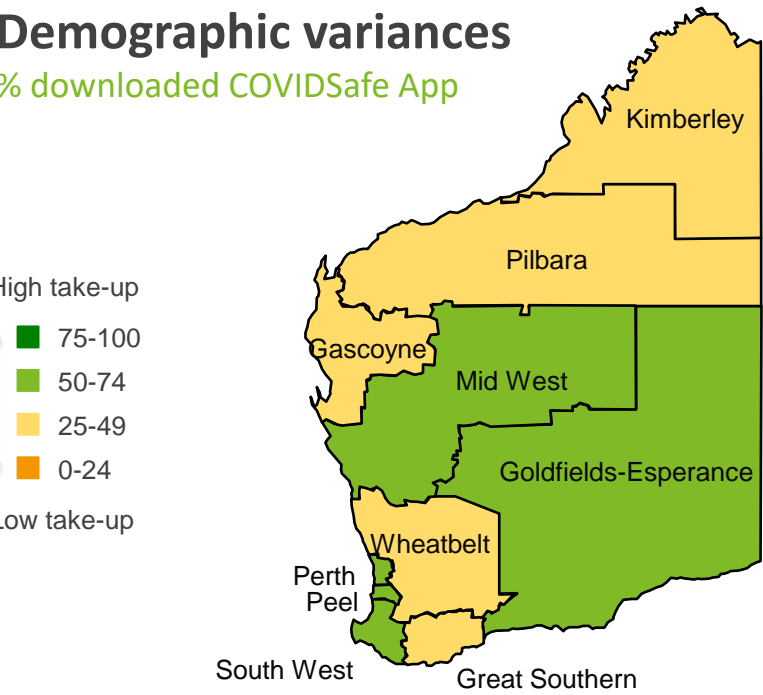 Demographic variances
% downloaded COVIDSafe App
High take-up
75-100
50-74
25-49
0-24
Low take-up
Kimberley
Pilbara
Gascoyne
Mid West
Goldfields-Esperance
Wheatbelt
Perth
Peel
South West
Great Southern